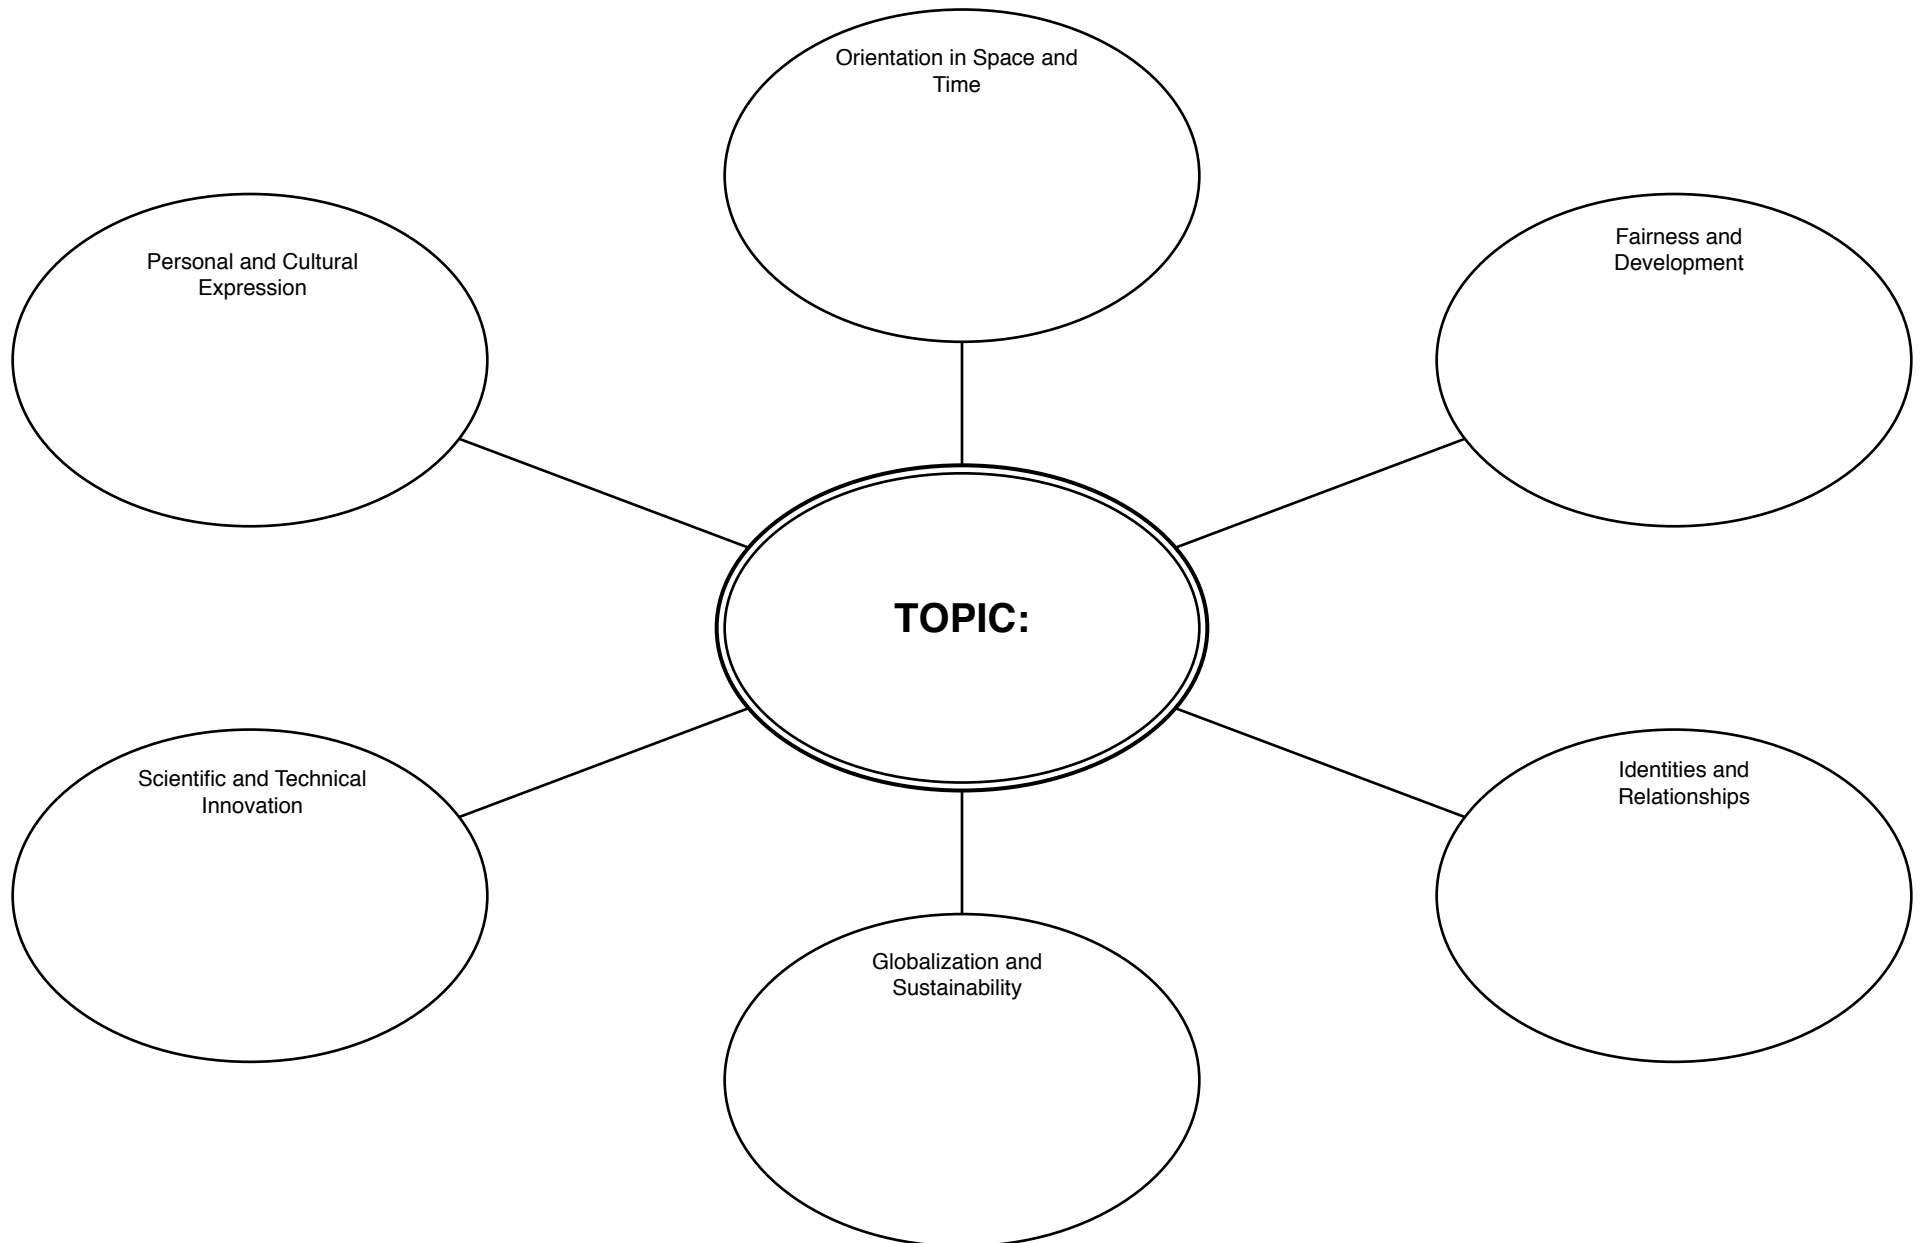 Orientation in Space and
Time
Personal and Cultural
Expression
Fairness and
Development
TOPIC:
Scientific and Technical
Innovation
Identities and
Relationships
Globalization and
Sustainability